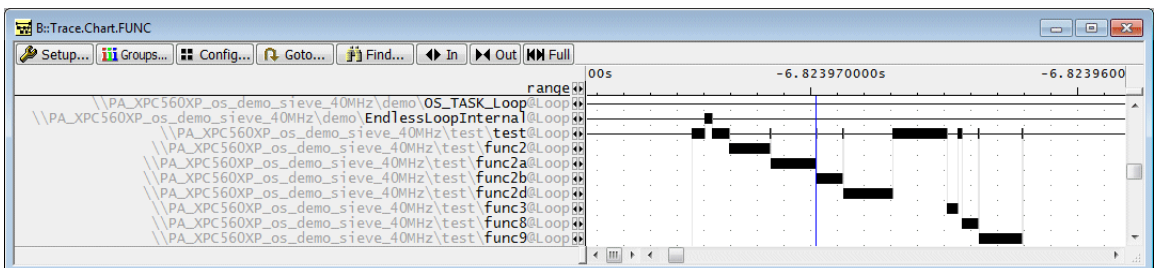 B::Trace.Chart.FUNC
Setup... Groups... Config... Goto... Find... In Out Full
00s -6.823970000s -6.8239600
range
\\PA_XPC560XP_os_demo_sieve_40MHz\demo\OS_TASK_Loop@Loop
\\PA_XPC560XP_os_demo_sieve_40MHz\demo\EndlessLoopInternal@Loop
\\PA_XPC560XP_os_demo_sieve_40MHz\test\test@Loop
\\PA_XPC560XP_os_demo_sieve_40MHz\test\func2@Loop
\\PA_XPC560XP_os_demo_sieve_40MHz\test\func2a@Loop
\\PA_XPC560XP_os_demo_sieve_40MHz\test\func2b@Loop
\\PA_XPC560XP_os_demo_sieve_40MHz\test\func2d@Loop
\\PA_XPC560XP_os_demo_sieve_40MHz\test\func3@Loop
\\PA_XPC560XP_os_demo_sieve_40MHz\test\func8@Loop
\\PA_XPC560XP_os_demo_sieve_40MHz\test\func9@Loop